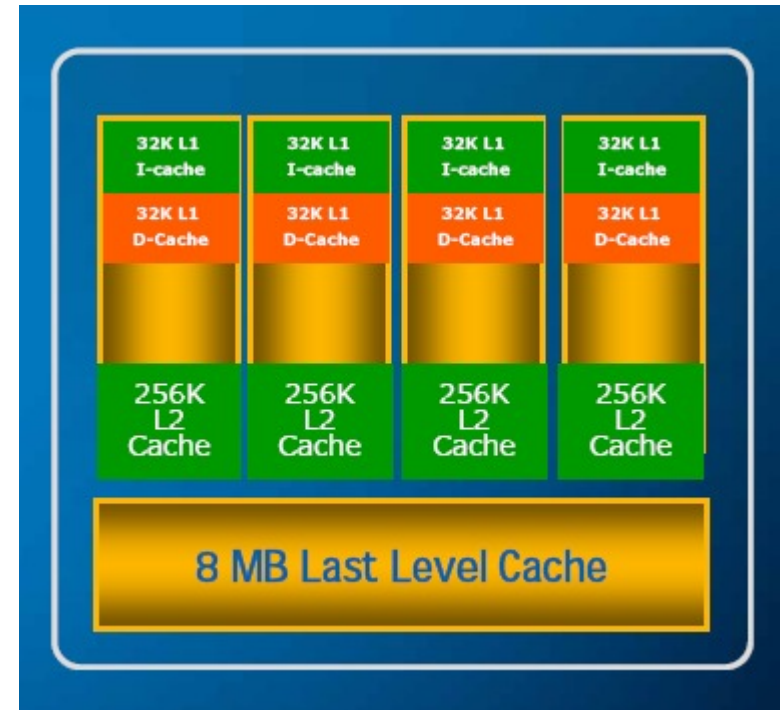 32K L1
I-cache
32K L1
I-cache
32K L1
I-cache
32K L1
I-cache
32K L1
D-Cache
32K L1
D-Cache
32K L1
D-Cache
32K L1
D-Cache
256K
L2
Cache
256K
L2
Cache
256K
L2
Cache
256K
L2
Cache
8 MB Last Level Cache